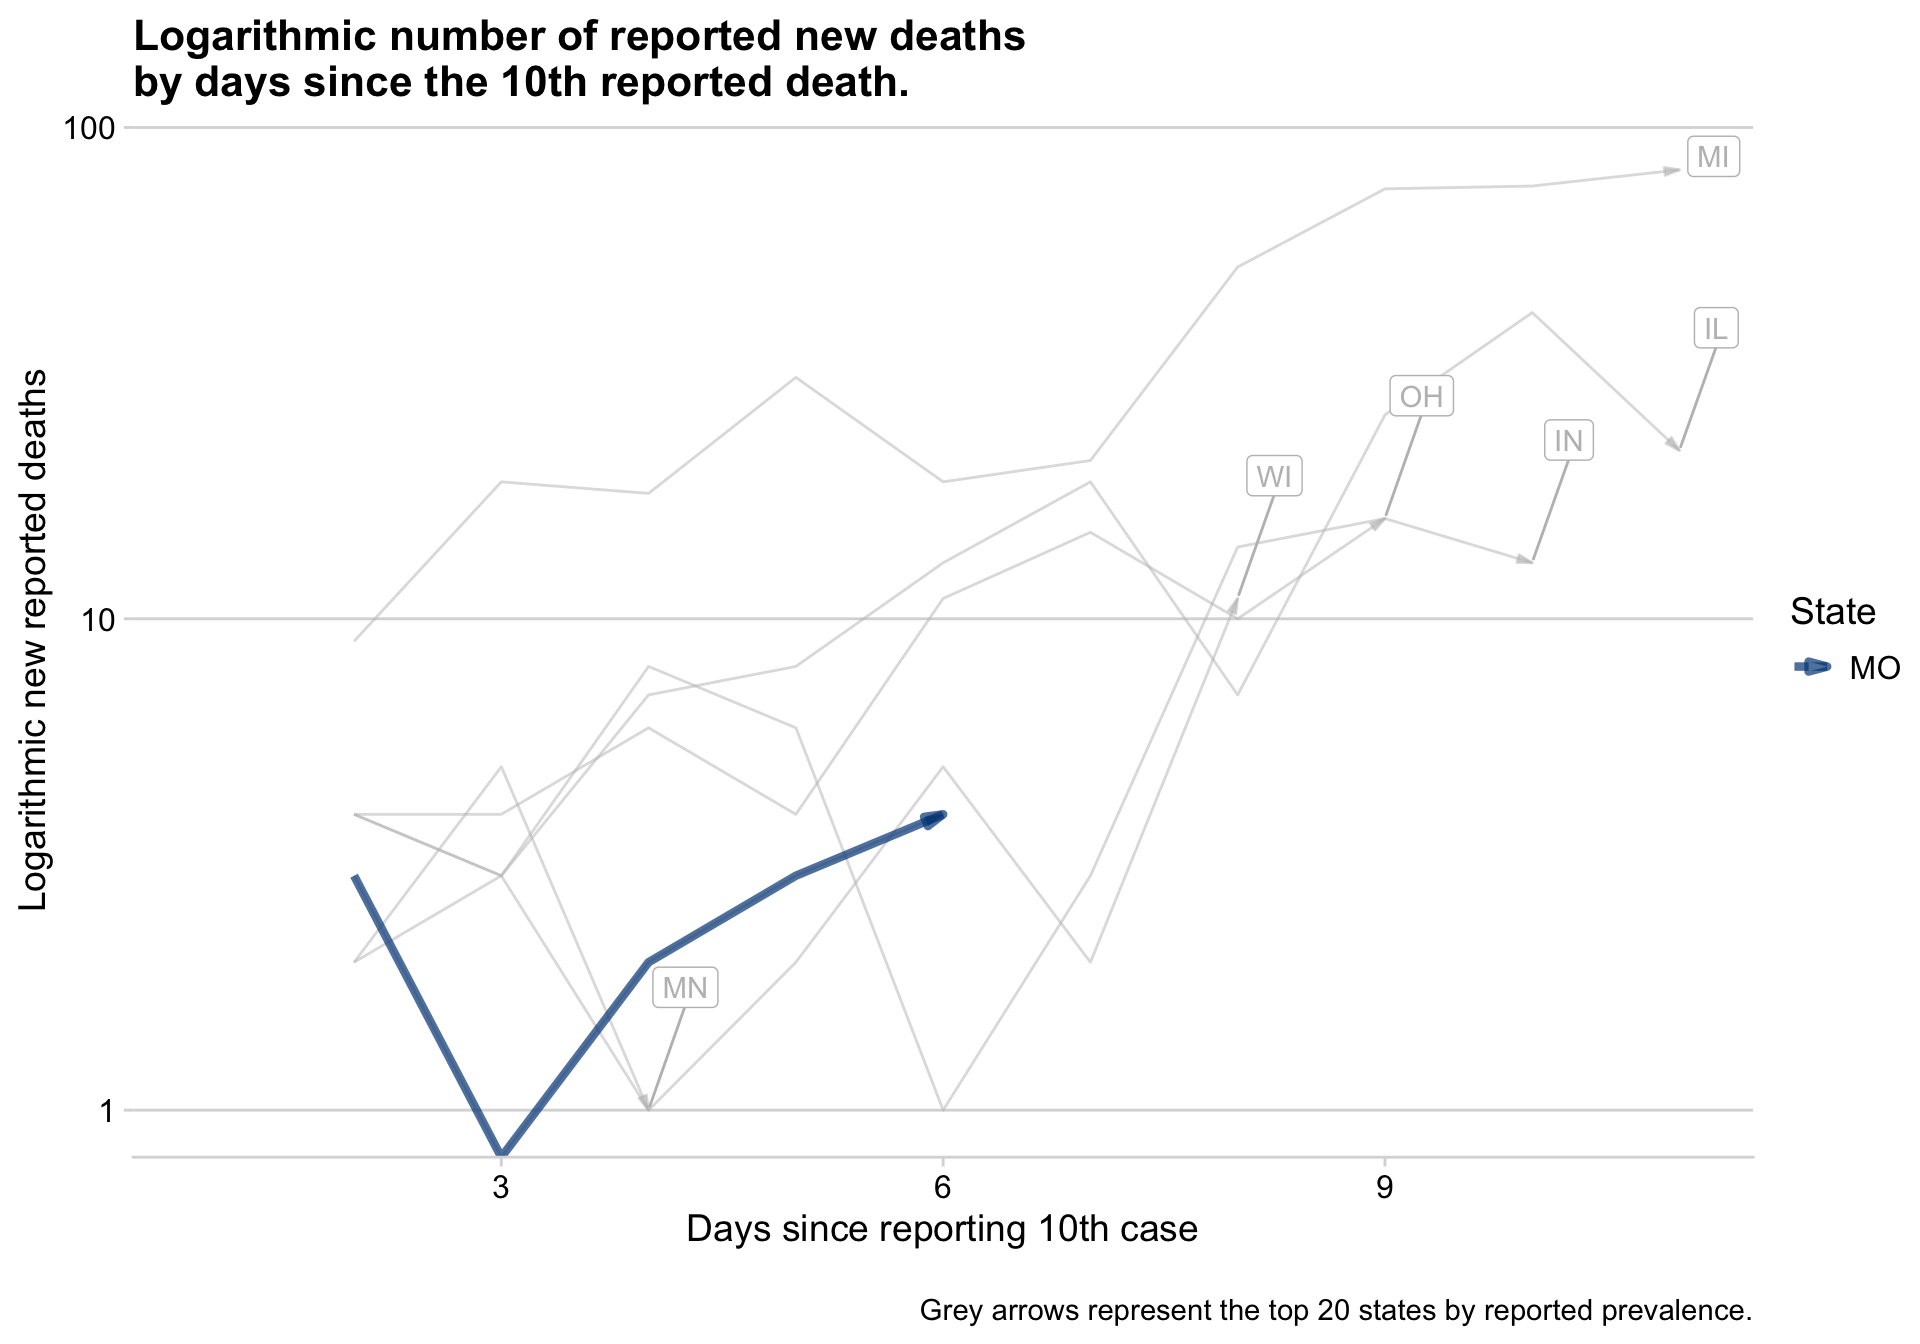 Logarithmic number of reported new deaths
by days since the 10th reported death.
100
10
1
Logarithmic new reported deaths
MI
IL
OH
IN
WI
MN
State
MO
3
6
9
Days since reporting 10th case
Grey arrows represent the top 20 states by reported prevalence.